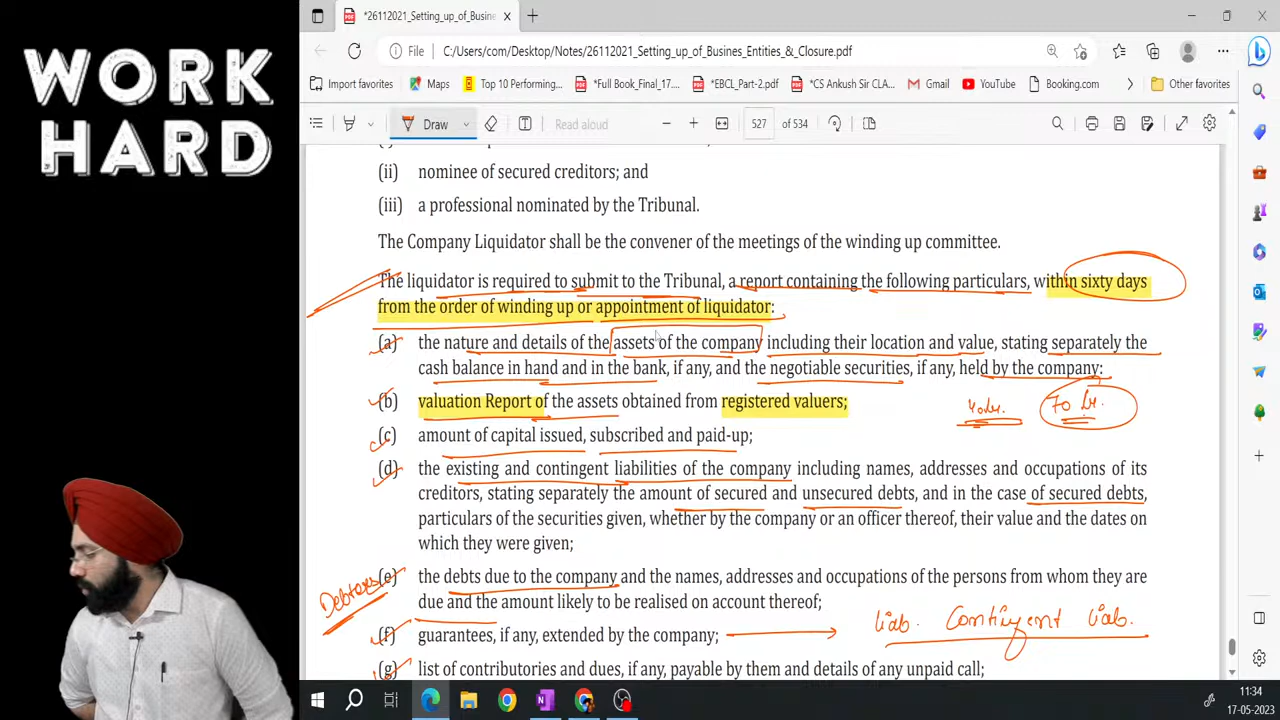 WORK
HARD
*26112021_Setting_up_of_Busine
File
C:/Users/com/Desktop/Notes/26112021_Setting_up_of_Busines_Entities_&_Closure.pdf
Import favorites
Maps
Top 10 Performing...
*Full Book_Final_17....
*EBCL_Part-2.pdf
*CS Ankush Sir CLA...
Gmail
YouTube
Booking.com
Other favorites
Draw
Read aloud
527
of 534
(ii) nominee of secured creditors; and
(iii) a professional nominated by the Tribunal.
The Company Liquidator shall be the convener of the meetings of the winding up committee.
The liquidator is required to submit to the Tribunal, a report containing the following particulars, within sixty days
from the order of winding up or appointment of liquidator:
(a) the nature and details of the assets of the company including their location and value, stating separately the
cash balance in hand and in the bank, if any, and the negotiable securities, if any, held by the company:
(b) valuation Report of the assets obtained from registered valuers;
70 cr.
(c) amount of capital issued, subscribed and paid-up;
(d) the existing and contingent liabilities of the company including names, addresses and occupations of its
creditors, stating separately the amount of secured and unsecured debts, and in the case of secured debts,
particulars of the securities given, whether by the company or an officer thereof, their value and the dates on
which they were given;
Debtors
(e) the debts due to the company and the names, addresses and occupations of the persons from whom they are
due and the amount likely to be realised on account thereof;
(f) guarantees, if any, extended by the company;
liab. Contingent liab.
(g) list of contributories and dues, if any, payable by them and details of any unpaid call;
11:34
17-05-2023